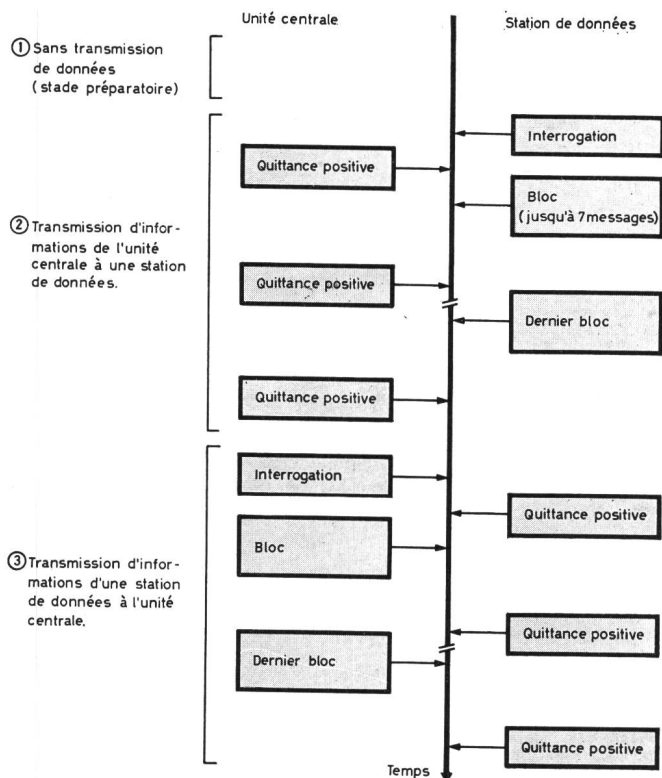 Unité centrale
Station de données
① Sans transmission
de données
(stade préparatoire)
Interrogation
Quittance positive
Bloc
(jusqu'à 7 messages)
② Transmission d'infor-
mations de l'unité
centrale à une station
de données.
Quittance positive
Dernier bloc
Quittance positive
Interrogation
Quittance positive
Bloc
③ Transmission d'infor-
mations d'une station
de données à l'unité
centrale.
Quittance positive
Dernier bloc
Quittance positive
Temps